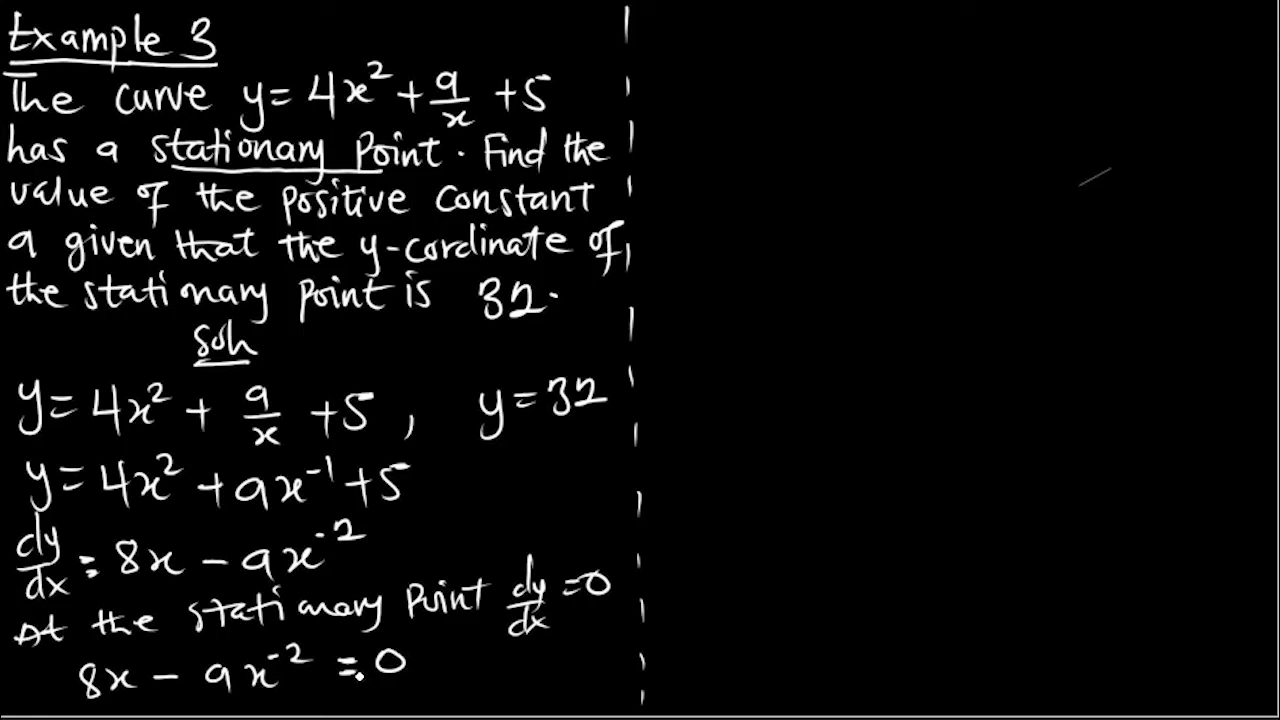 Example 3
The curve y = 4x² + a/x + 5
has a stationary point. Find the
value of the positive constant
a given that the y-cordinate of
the stationary point is 32.
Soln
y = 4x² + a/x + 5, y = 32
y = 4x² + ax⁻¹ + 5
dy/dx = 8x - ax⁻²
At the stationary point dy/dx = 0
8x - ax⁻² = 0